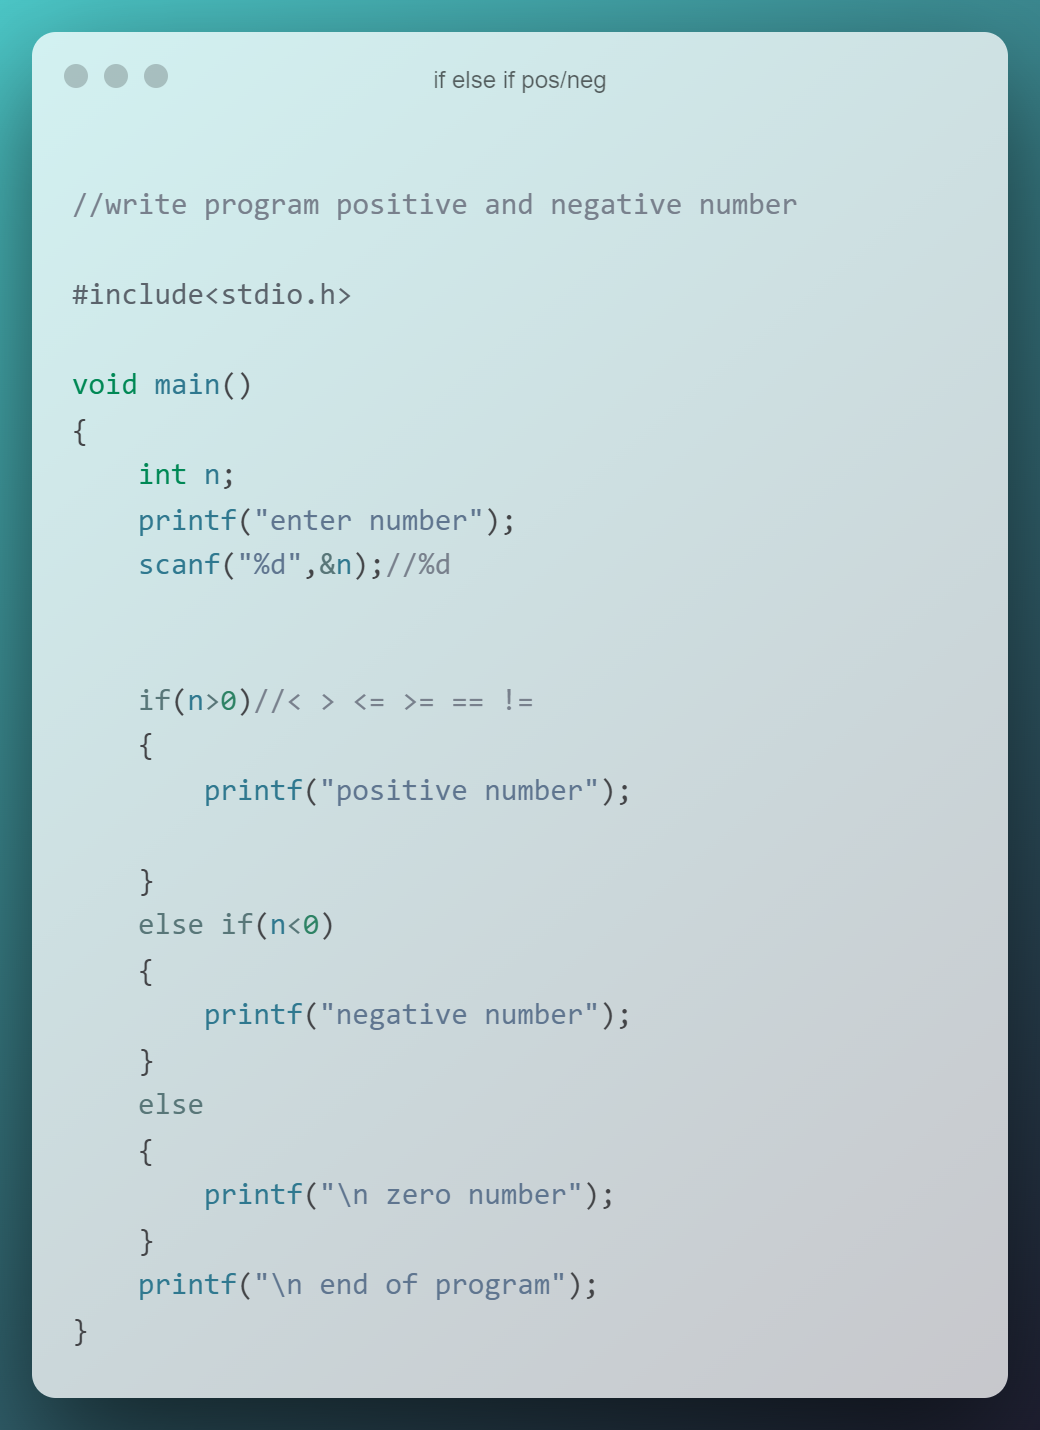 if else if pos/neg
//write program positive and negative number
#include<stdio.h>
void main()
{
    int n;
    printf("enter number");
    scanf("%d",&n);//%d
    if(n>0)//< > <= >= == !=
    {
        printf("positive number");
    }
    else if(n<0)
    {
        printf("negative number");
    }
    else
    {
        printf("\n zero number");
    }
    printf("\n end of program");
}